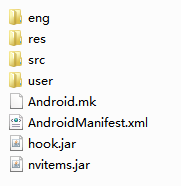 eng
res
src
user
Android.mk
AndroidManifest.xml
hook.jar
nvitems.jar